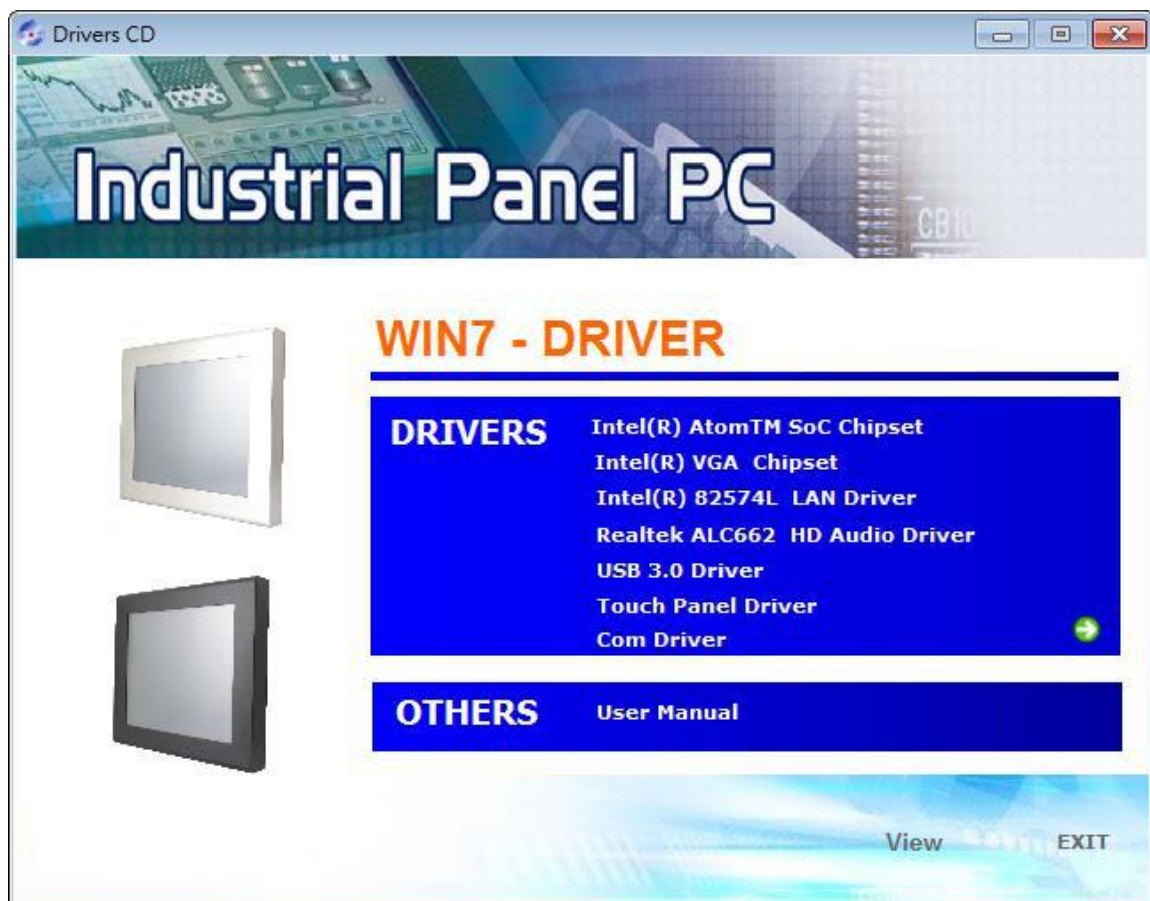 Drivers CD
Industrial Panel PC
CB10
WIN7 - DRIVER
DRIVERS
Intel(R) AtomTM SoC Chipset
Intel(R) VGA Chipset
Intel(R) 82574L LAN Driver
Realtek ALC662 HD Audio Driver
USB 3.0 Driver
Touch Panel Driver
Com Driver
OTHERS
User Manual
View
EXIT